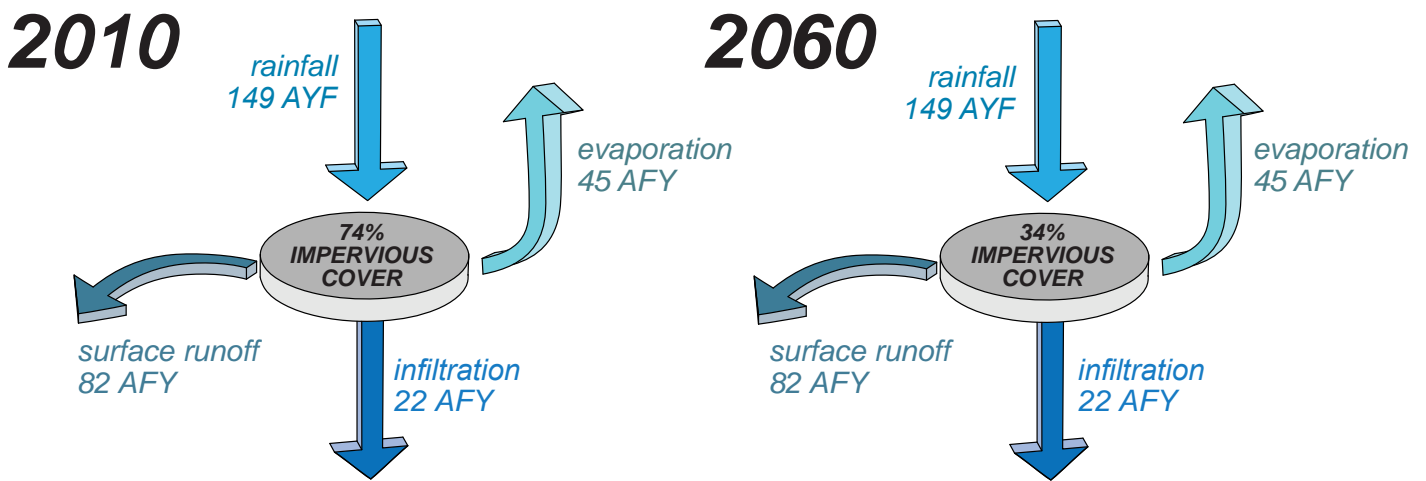 2010
rainfall
149 AYF
evaporation
45 AFY
74%
IMPERVIOUS
COVER
surface runoff
82 AFY
infiltration
22 AFY
2060
rainfall
149 AYF
evaporation
45 AFY
34%
IMPERVIOUS
COVER
surface runoff
82 AFY
infiltration
22 AFY